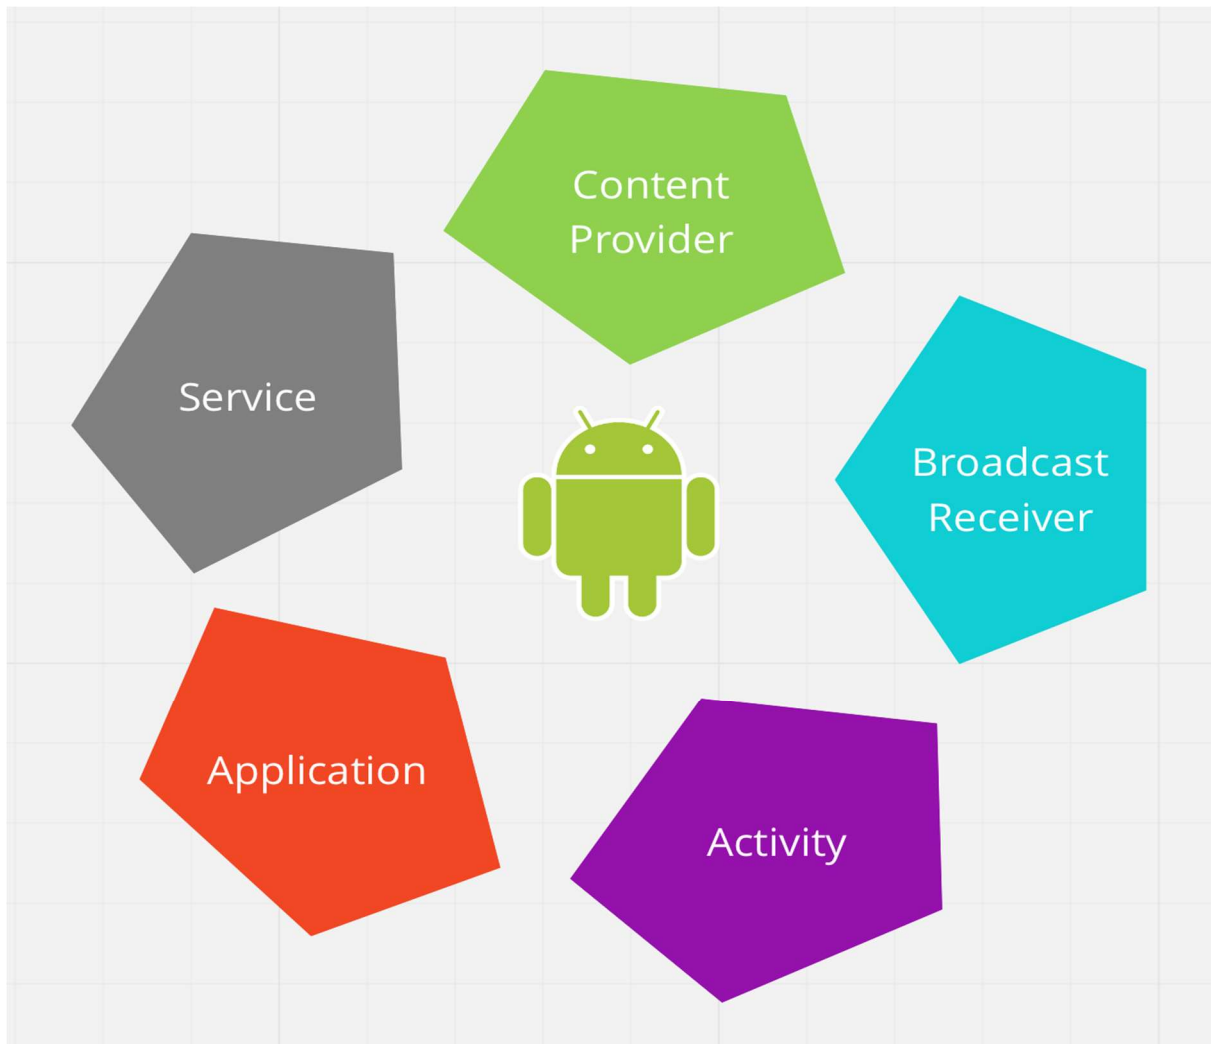 Content
Provider
Service
Broadcast
Receiver
Application
Activity